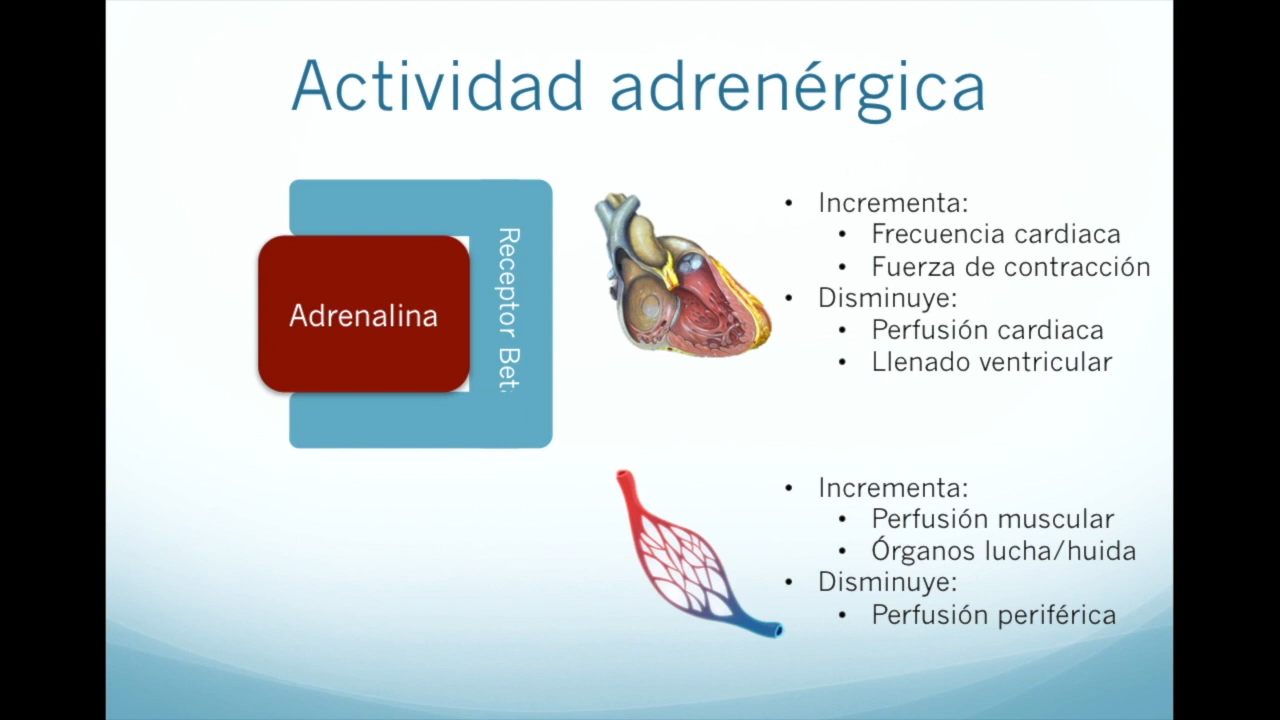 Actividad adrenérgica
Adrenalina
Receptor Bet
• Incrementa:
• Frecuencia cardiaca
• Fuerza de contracción
• Disminuye:
• Perfusión cardiaca
• Llenado ventricular
• Incrementa:
• Perfusión muscular
• Órganos lucha/huida
• Disminuye:
• Perfusión periférica